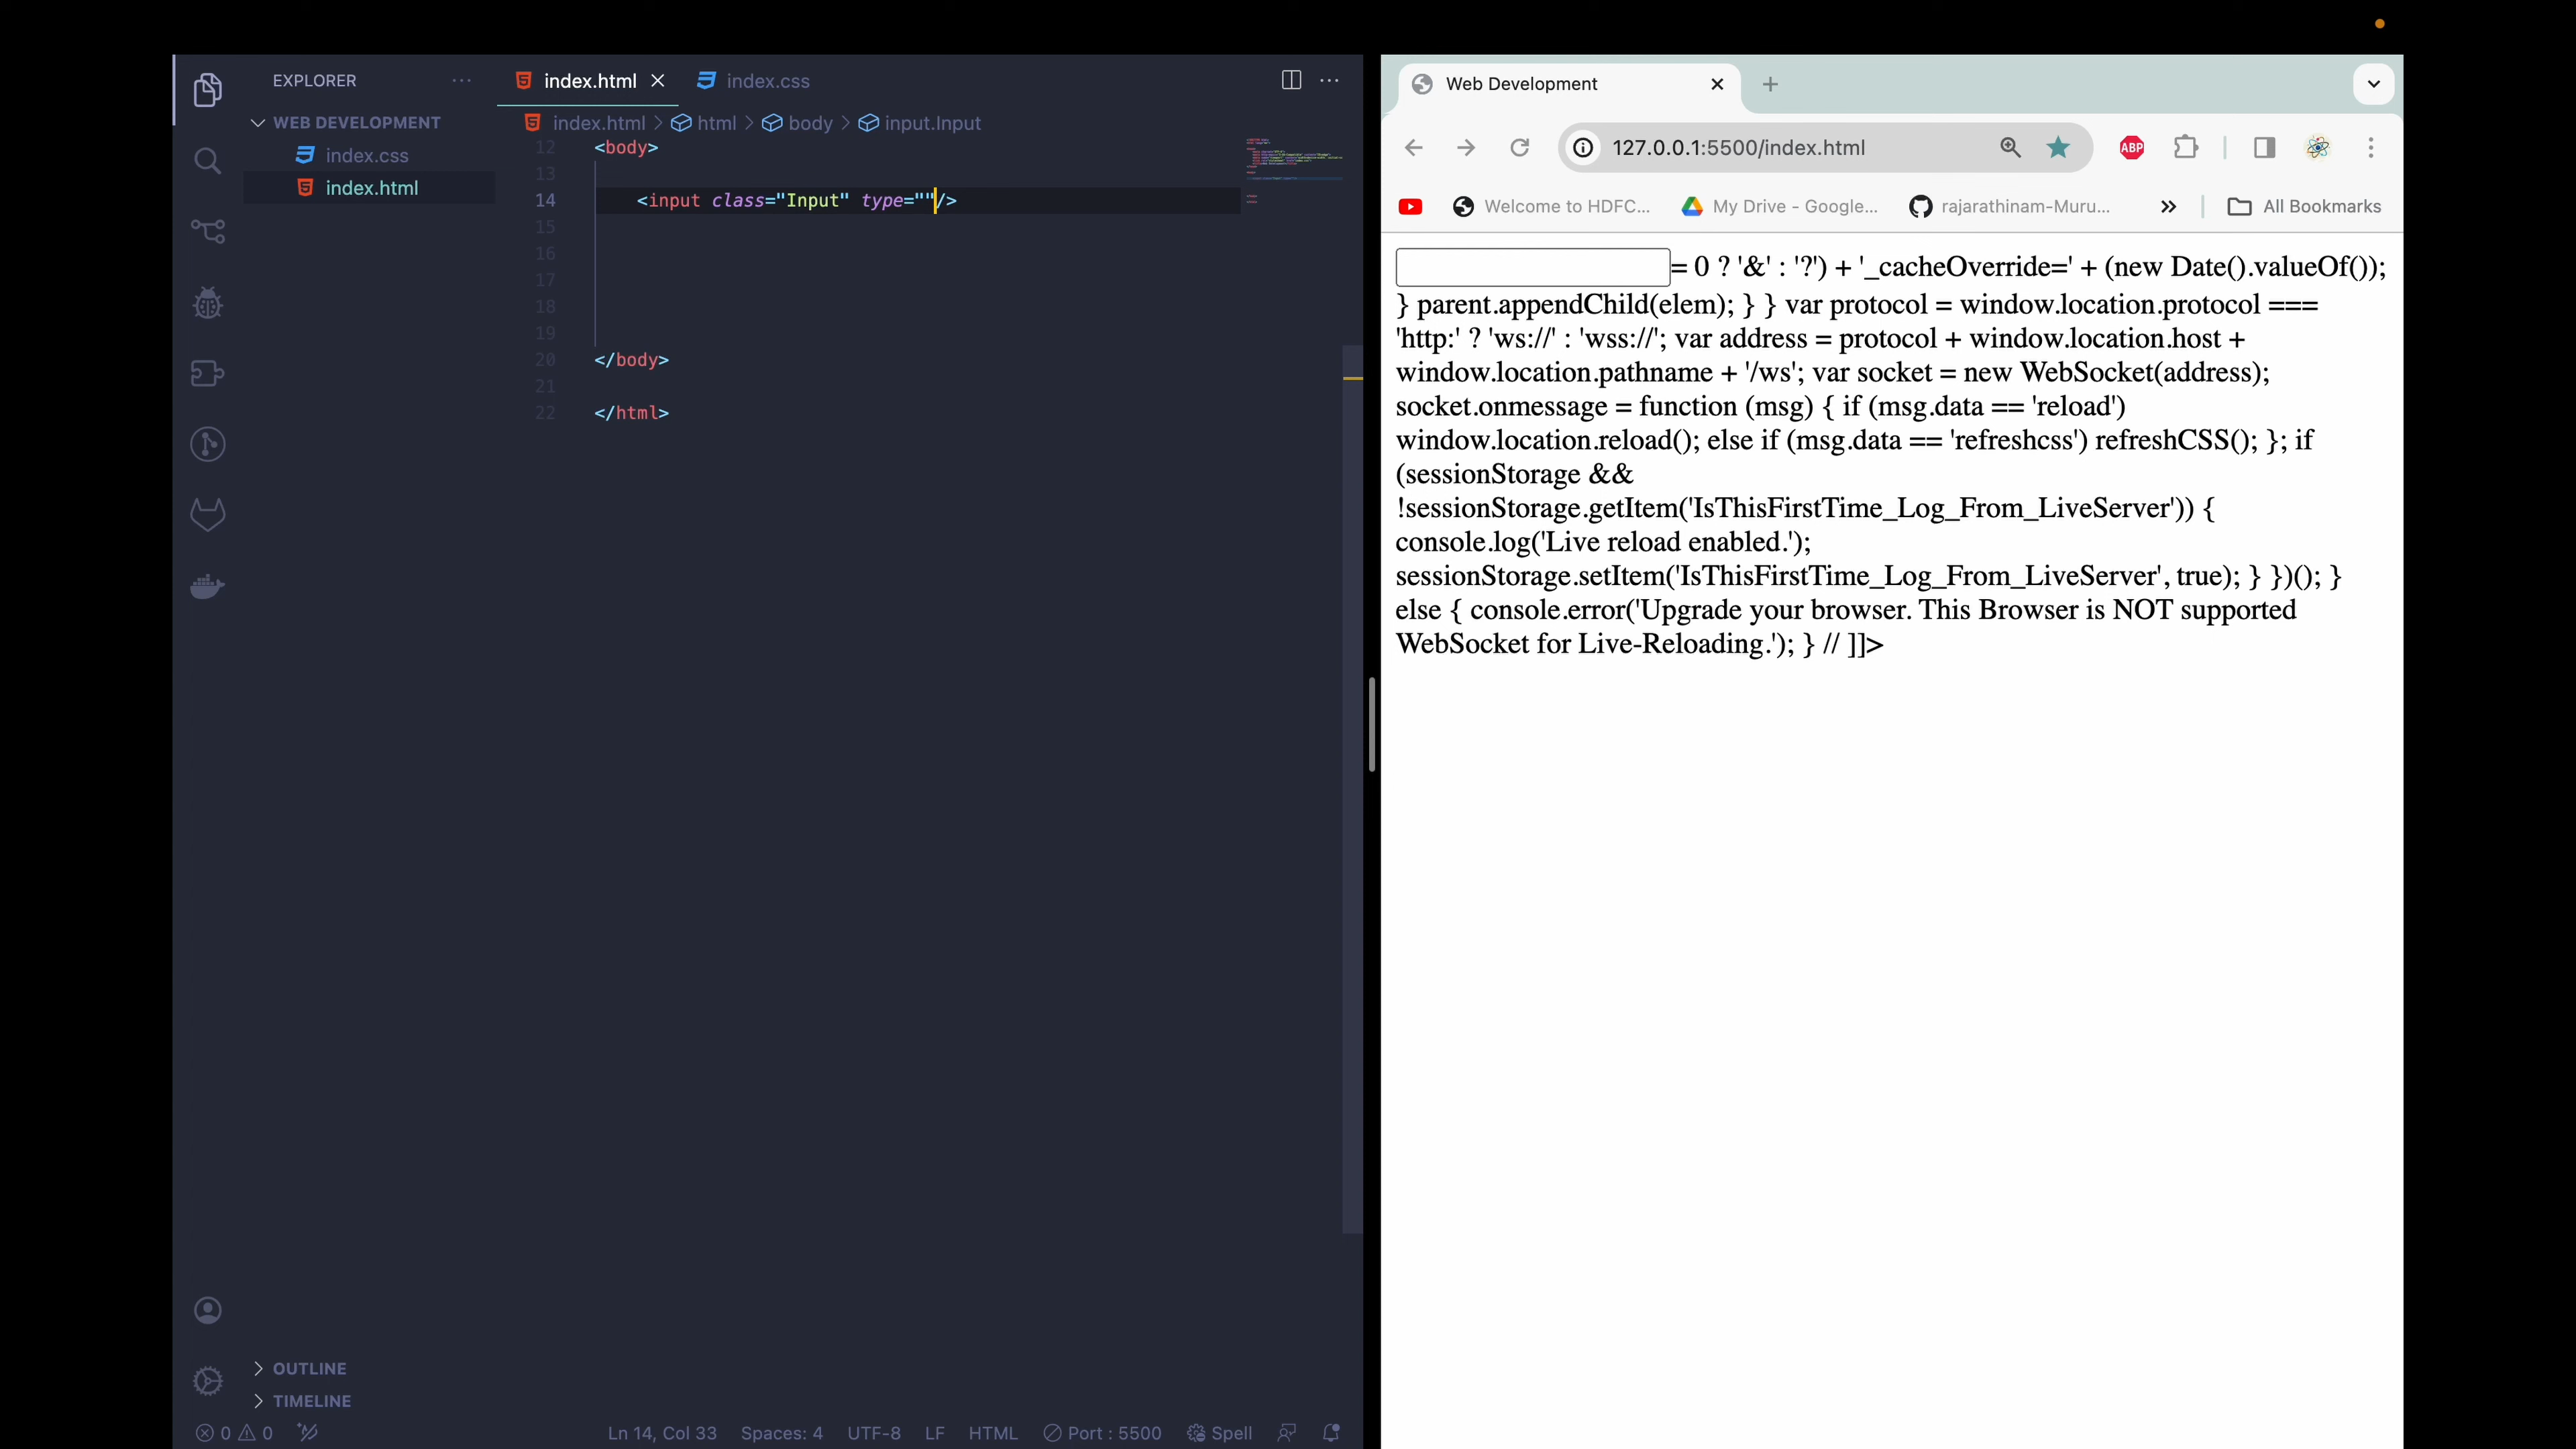 EXPLORER
WEB DEVELOPMENT
index.css
index.html
OUTLINE
TIMELINE
index.html
index.css
index.html > html > body > input.Input
12 <body>
13
14 <input class="Input" type=""/>
15
16
17
18
19
20 </body>
21
22 </html>
0 0
Ln 14, Col 33 Spaces: 4 UTF-8 LF HTML Port : 5500 Spell
Web Development
127.0.0.1:5500/index.html
ABP
Welcome to HDFC... My Drive - Google... rajarathinam-Muru... All Bookmarks
= 0 ? '&' : '?') + '_cacheOverride=' + (new Date().valueOf());
} parent.appendChild(elem); } } var protocol = window.location.protocol ===
'http:' ? 'ws://' : 'wss://'; var address = protocol + window.location.host +
window.location.pathname + '/ws'; var socket = new WebSocket(address);
socket.onmessage = function (msg) { if (msg.data == 'reload')
window.location.reload(); else if (msg.data == 'refreshcss') refreshCSS(); }; if
(sessionStorage &&
!sessionStorage.getItem('IsThisFirstTime_Log_From_LiveServer')) {
console.log('Live reload enabled.');
sessionStorage.setItem('IsThisFirstTime_Log_From_LiveServer', true); } })(); }
else { console.error('Upgrade your browser. This Browser is NOT supported
WebSocket for Live-Reloading.'); } // ]]>